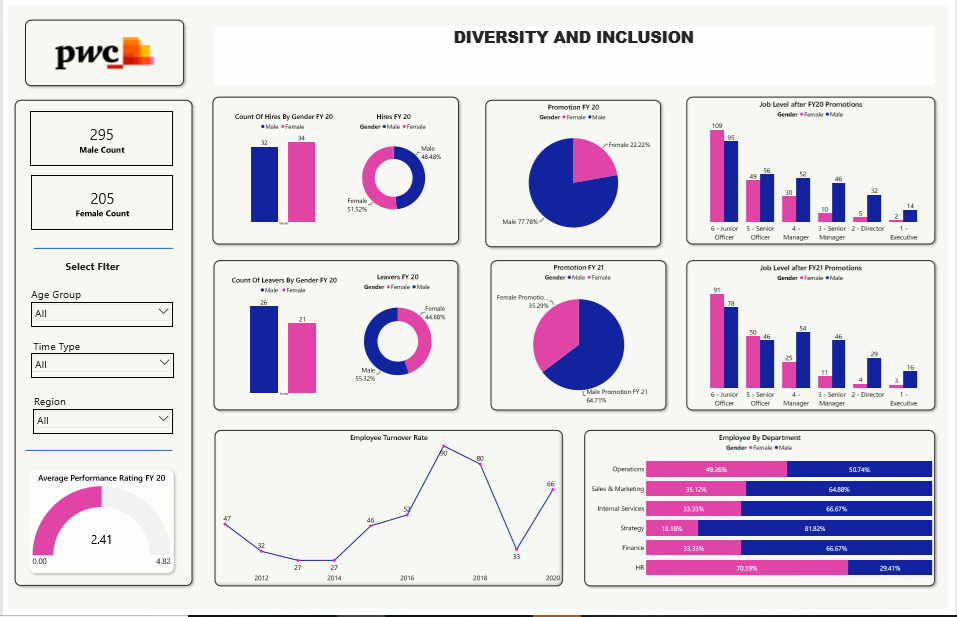 pwc
DIVERSITY AND INCLUSION
295
Male Count
205
Female Count
Select Flter
Age Group
All
Time Type
All
Region
All
Average Performance Rating FY 20
2.41
0.00
4.82
Count Of Hires By Gender FY 20
Male Female
32
34
Hires FY 20
Gender Male Female
Male
48.48%
Female
51.52%
Promotion FY 20
Gender Female Male
Female 22.22%
Male 77.78%
Job Level after FY20 Promotions
Gender Female Male
109
95
49
56
30
52
10
46
5
32
2
14
6 - Junior Officer
5 - Senior Officer
4 - Manager
3 - Senior Manager
2 - Director
1 - Executive
Count Of Leavers By Gender FY 20
Male Female
26
21
Leavers FY 20
Gender Female Male
Female
44.68%
Male
55.32%
Promotion FY 21
Gender Male Female
Female Promotio...
35.29%
Male Promotion FY 21
64.71%
Job Level after FY21 Promotions
Gender Female Male
91
78
50
46
25
54
11
46
4
29
3
16
6 - Junior Officer
5 - Senior Officer
4 - Manager
3 - Senior Manager
2 - Director
1 - Executive
Employee Turnover Rate
47
32
27
27
46
52
90
80
33
66
2012
2014
2016
2018
2020
Employee By Department
Gender Female Male
Operations 49.26% 50.74%
Sales & Marketing 35.12% 64.88%
Internal Services 33.33% 66.67%
Strategy 18.18% 81.82%
Finance 33.33% 66.67%
HR 70.59% 29.41%